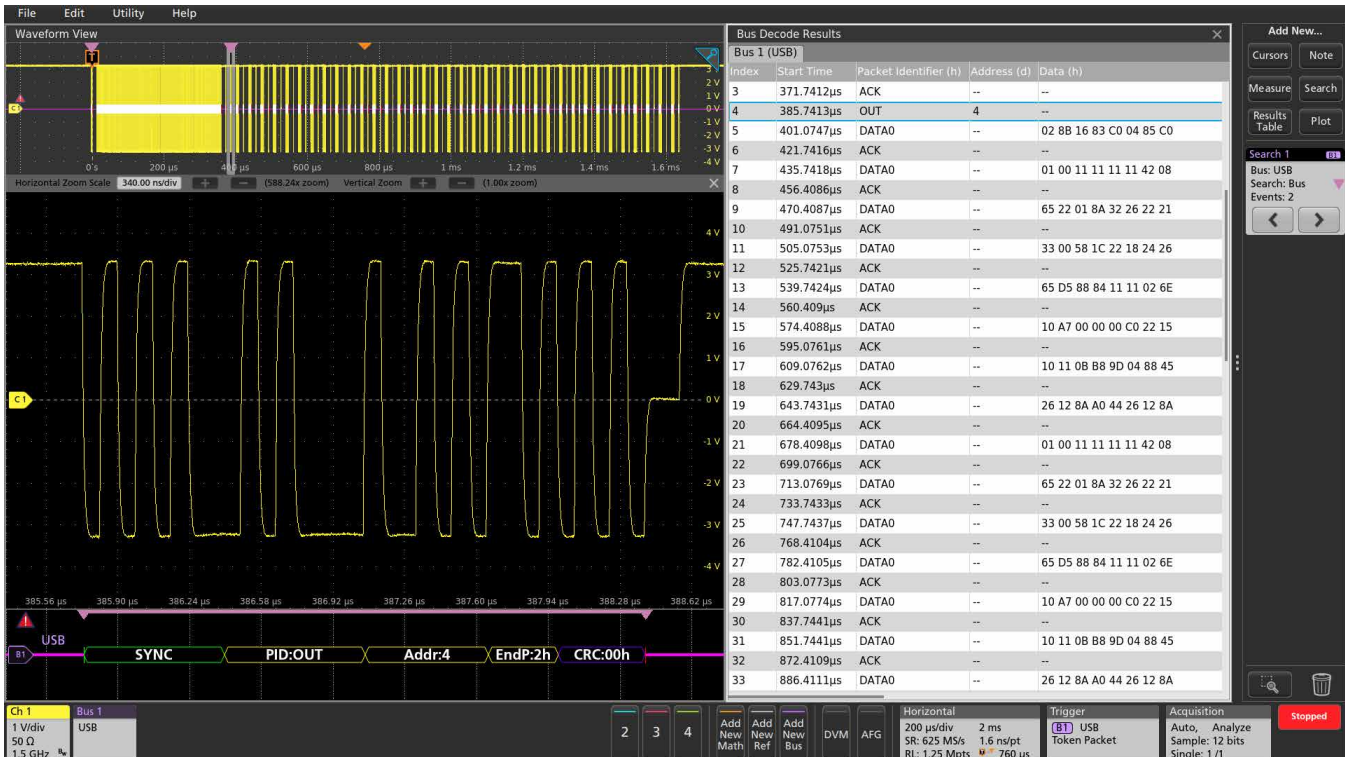 File Edit Utility Help
Waveform View
T
3 V
2 V
1 V
0 V
-1 V
-2 V
-3 V
-4 V
C1
0 s 200 µs 400 µs 600 µs 800 µs 1 ms 1.2 ms 1.4 ms 1.6 ms
Horizontal Zoom Scale 340.00 ns/div + − (588.24x zoom) Vertical Zoom + − (1.00x zoom)
4 V
3 V
2 V
1 V
C1 0 V
-1 V
-2 V
-3 V
-4 V
385.56 µs 385.90 µs 386.24 µs 386.58 µs 386.92 µs 387.26 µs 387.60 µs 387.94 µs 388.28 µs 388.62 µs
USB
B1 SYNC PID:OUT Addr:4 EndP:2h CRC:00h
Bus Decode Results
Bus 1 (USB)
Index Start Time Packet Identifier (h) Address (d) Data (h)
3 371.7412µs ACK -- --
4 385.7413µs OUT 4 --
5 401.0747µs DATA0 -- 02 8B 16 83 C0 04 85 C0
6 421.7416µs ACK -- --
7 435.7418µs DATA0 -- 01 00 11 11 11 11 42 08
8 456.4086µs ACK -- --
9 470.4087µs DATA0 -- 65 22 01 8A 32 26 22 21
10 491.0751µs ACK -- --
11 505.0753µs DATA0 -- 33 00 58 1C 22 18 24 26
12 525.7421µs ACK -- --
13 539.7424µs DATA0 -- 65 D5 88 84 11 11 02 6E
14 560.409µs ACK -- --
15 574.4088µs DATA0 -- 10 A7 00 00 00 C0 22 15
16 595.0761µs ACK -- --
17 609.0762µs DATA0 -- 10 11 0B B8 9D 04 88 45
18 629.743µs ACK -- --
19 643.7431µs DATA0 -- 26 12 8A A0 44 26 12 8A
20 664.4095µs ACK -- --
21 678.4098µs DATA0 -- 01 00 11 11 11 11 42 08
22 699.0766µs ACK -- --
23 713.0769µs DATA0 -- 65 22 01 8A 32 26 22 21
24 733.7433µs ACK -- --
25 747.7437µs DATA0 -- 33 00 58 1C 22 18 24 26
26 768.4104µs ACK -- --
27 782.4105µs DATA0 -- 65 D5 88 84 11 11 02 6E
28 803.0773µs ACK -- --
29 817.0774µs DATA0 -- 10 A7 00 00 00 C0 22 15
30 837.7441µs ACK -- --
31 851.7441µs DATA0 -- 10 11 0B B8 9D 04 88 45
32 872.4109µs ACK -- --
33 886.4111µs DATA0 -- 26 12 8A A0 44 26 12 8A
Add New...
Cursors Note
Measure Search
Results Table Plot
Search 1 B1
Bus: USB
Search: Bus
Events: 2
Ch 1
1 V/div
50 Ω
1.5 GHz Bw
Bus 1
USB
2 3 4
Add New Math
Add New Ref
Add New Bus
DVM AFG
Horizontal
200 µs/div 2 ms
SR: 625 MS/s 1.6 ns/pt
RL: 1.25 Mpts 760 µs
Trigger
B1 USB
Token Packet
Acquisition
Auto, Analyze
Sample: 12 bits
Single: 1 /1
Stopped